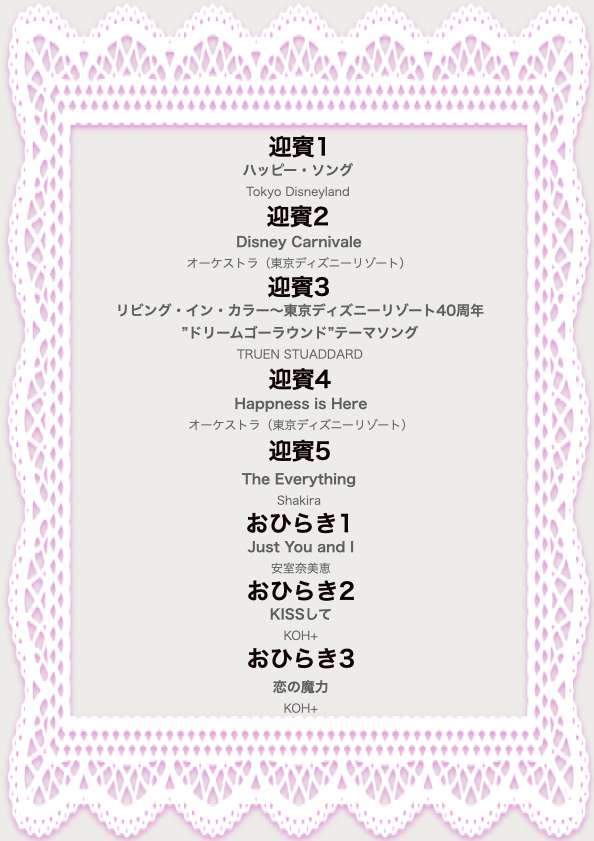 迎賓1
ハッピー・ソング
Tokyo Disneyland
迎賓2
Disney Carnivale
オーケストラ（東京ディズニーリゾート）
迎賓3
リビング・イン・カラー〜東京ディズニーリゾート40周年
”ドリームゴーラウンド”テーマソング
TRUEN STUADDARD
迎賓4
Happness is Here
オーケストラ（東京ディズニーリゾート）
迎賓5
The Everything
Shakira
おひらき1
Just You and I
安室奈美恵
おひらき2
KISSして
KOH+
おひらき3
恋の魔力
KOH+